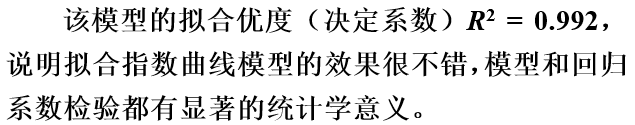 该模型的拟合优度（决定系数）R² = 0.992，
说明拟合指数曲线模型的效果很不错，模型和回归
系数检验都有显著的统计学意义。